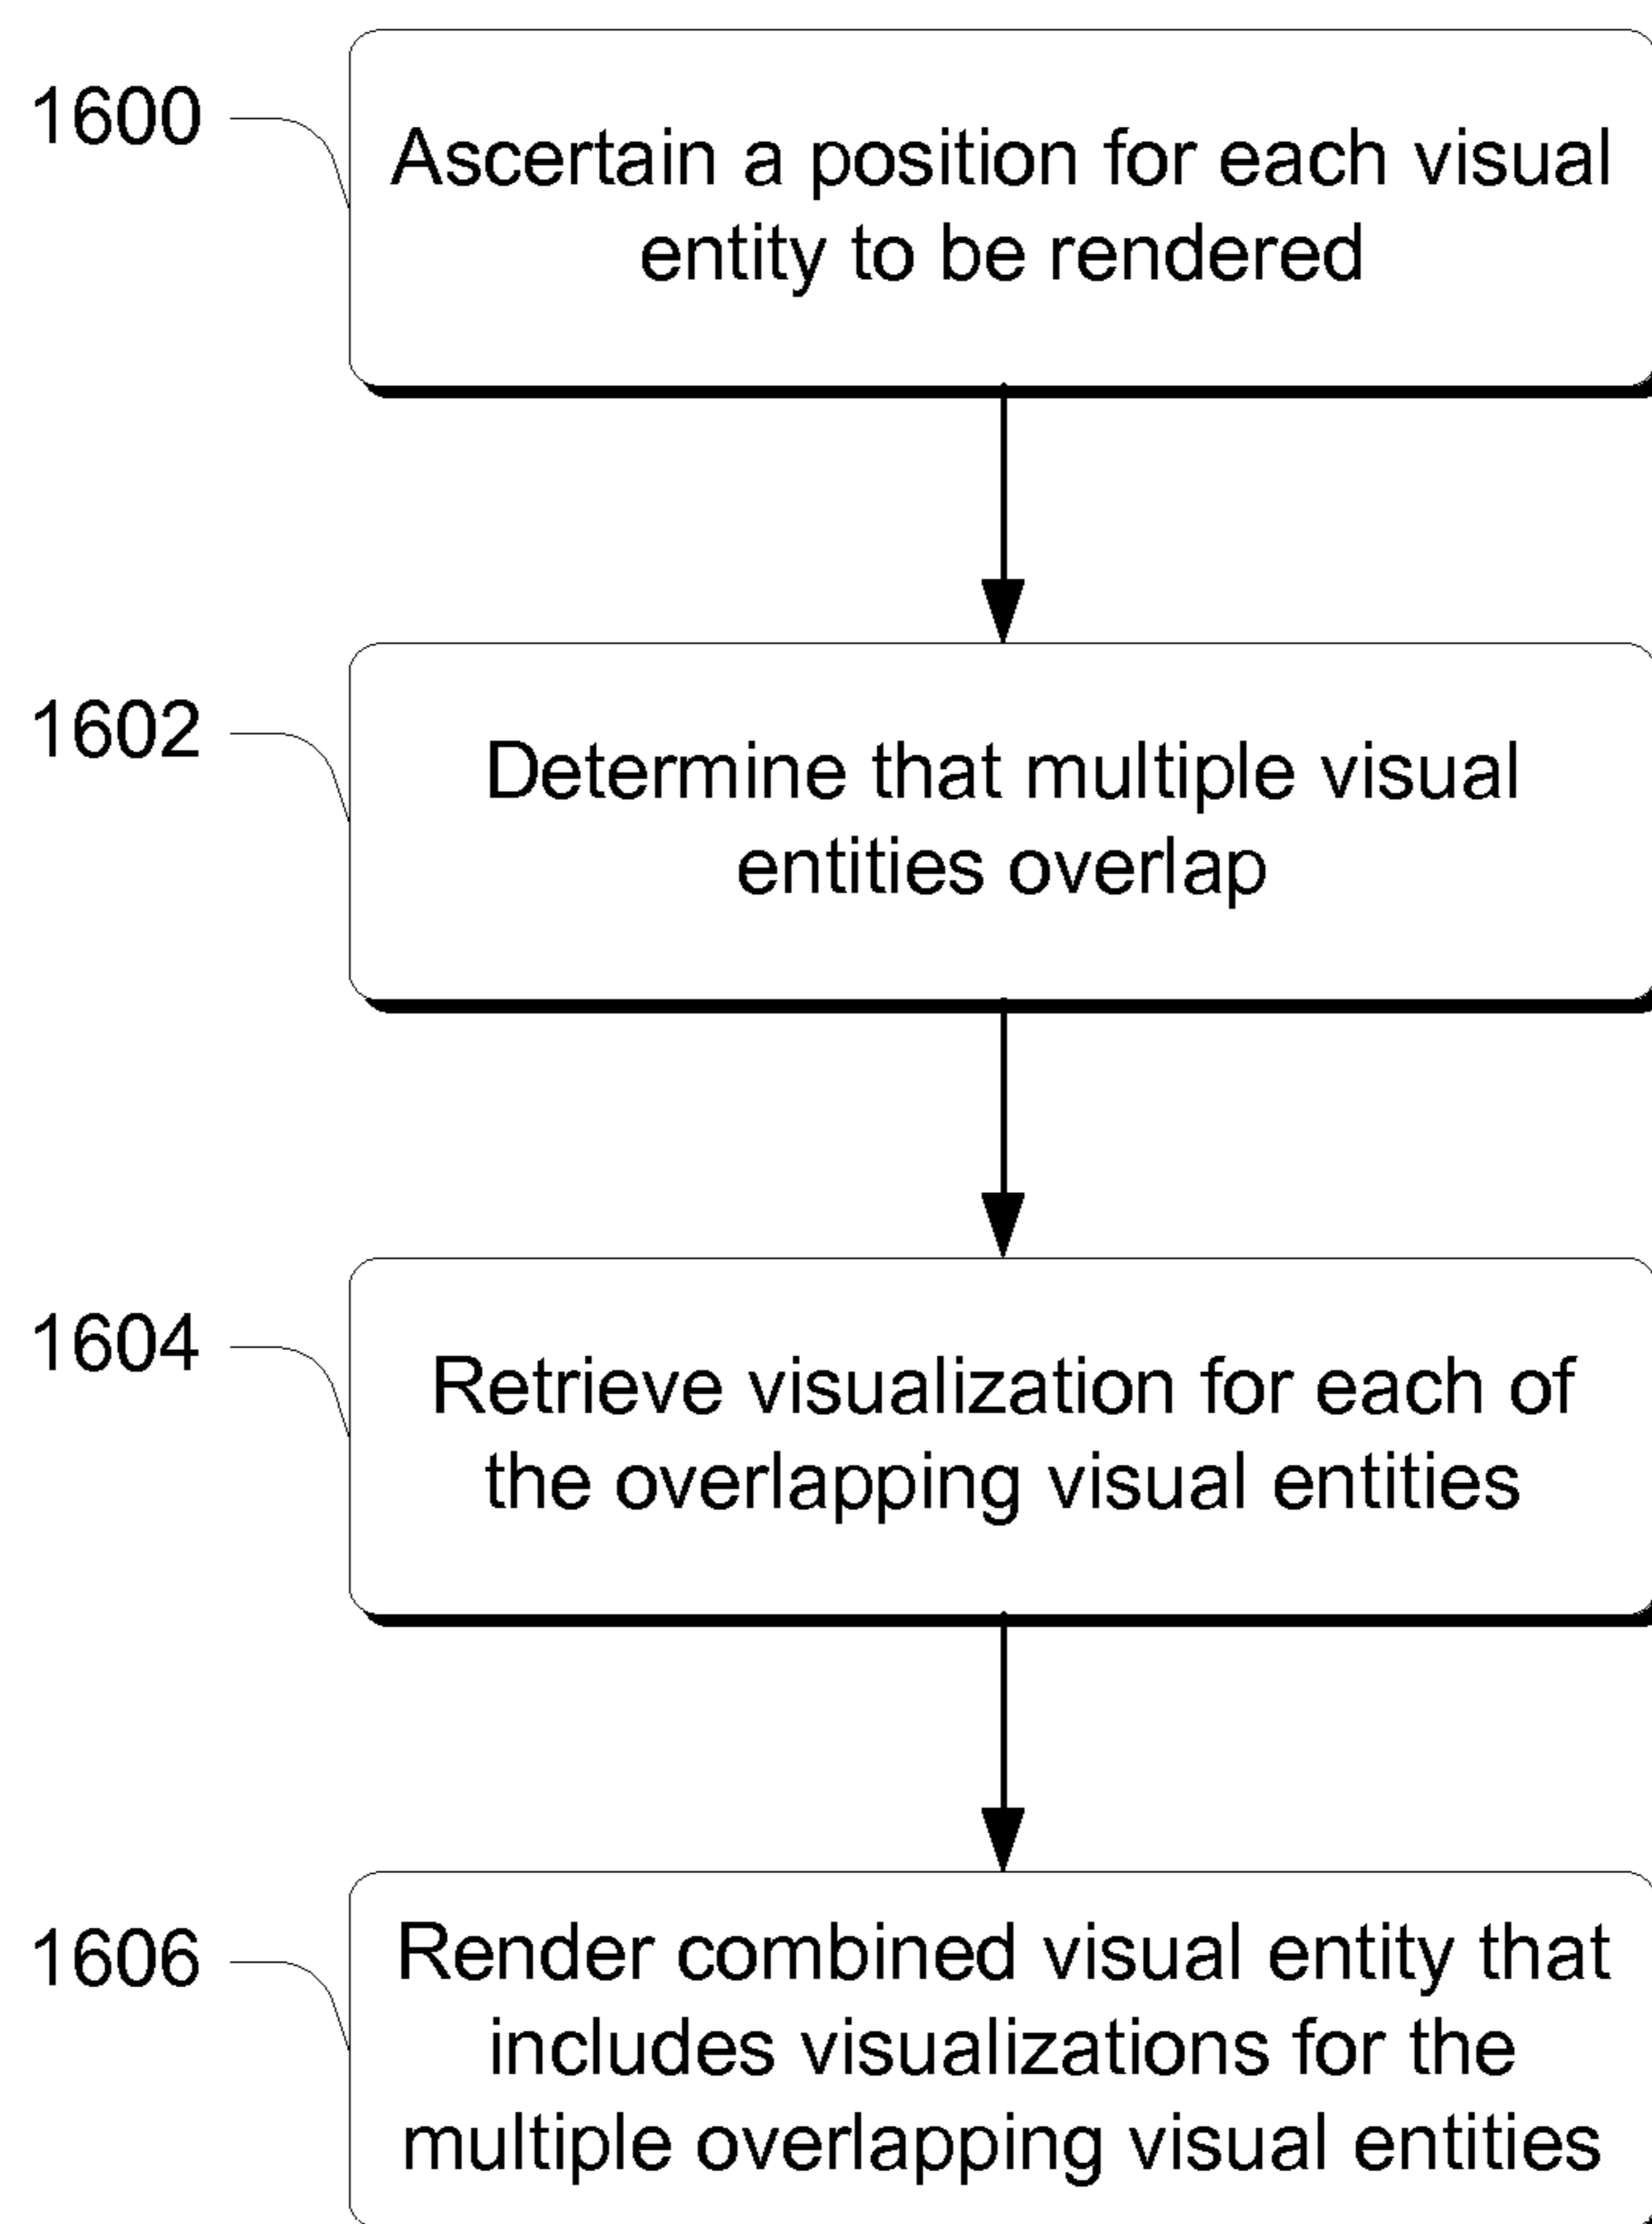 1600
Ascertain a position for each visual
entity to be rendered
1602
Determine that multiple visual
entities overlap
1604
Retrieve visualization for each of
the overlapping visual entities
1606
Render combined visual entity that
includes visualizations for the
multiple overlapping visual entities